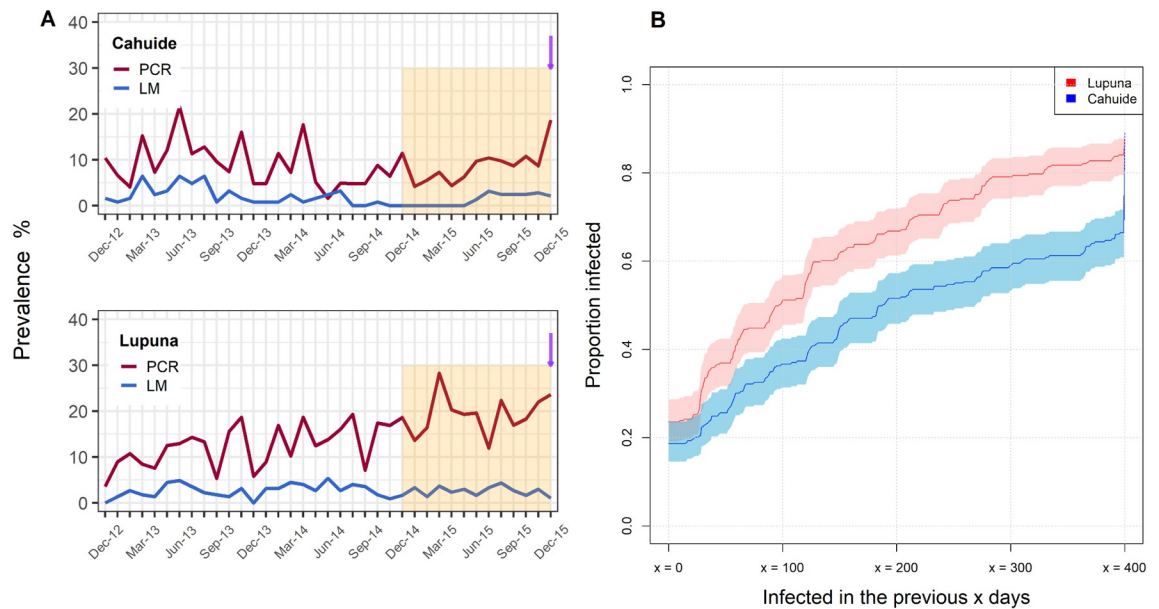 A
Prevalence %
40
30
20
10
0
Cahuide
PCR
LM
Dec-12
Mar-13
Jun-13
Sep-13
Dec-13
Mar-14
Jun-14
Sep-14
Dec-14
Mar-15
Jun-15
Sep-15
Dec-15
40
30
20
10
0
Lupuna
PCR
LM
Dec-12
Mar-13
Jun-13
Sep-13
Dec-13
Mar-14
Jun-14
Sep-14
Dec-14
Mar-15
Jun-15
Sep-15
Dec-15
B
Proportion infected
1.0
0.8
0.6
0.4
0.2
0.0
Lupuna
Cahuide
x = 0
x = 100
x = 200
x = 300
x = 400
Infected in the previous x days